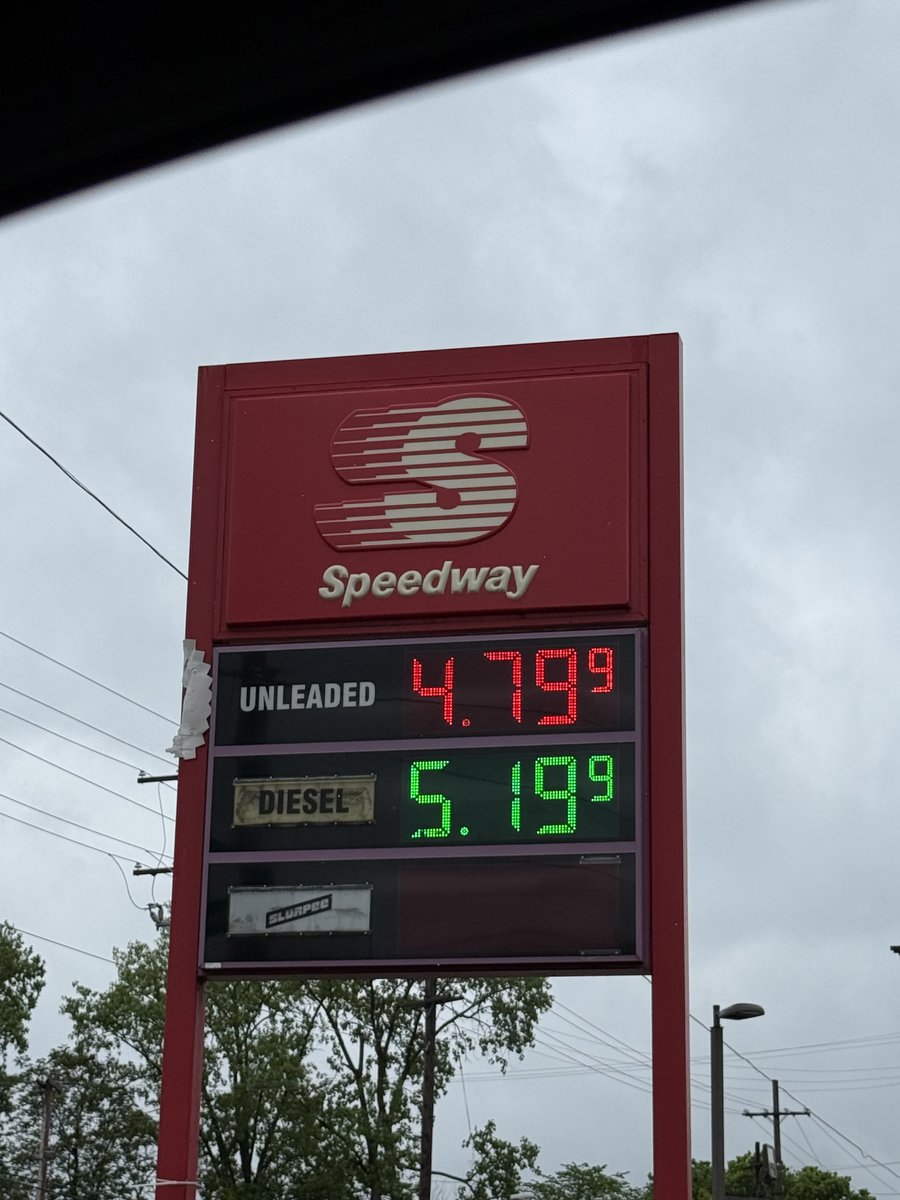 S
Speedway
UNLEADED 4.799
DIESEL 5.199
SLURPEE